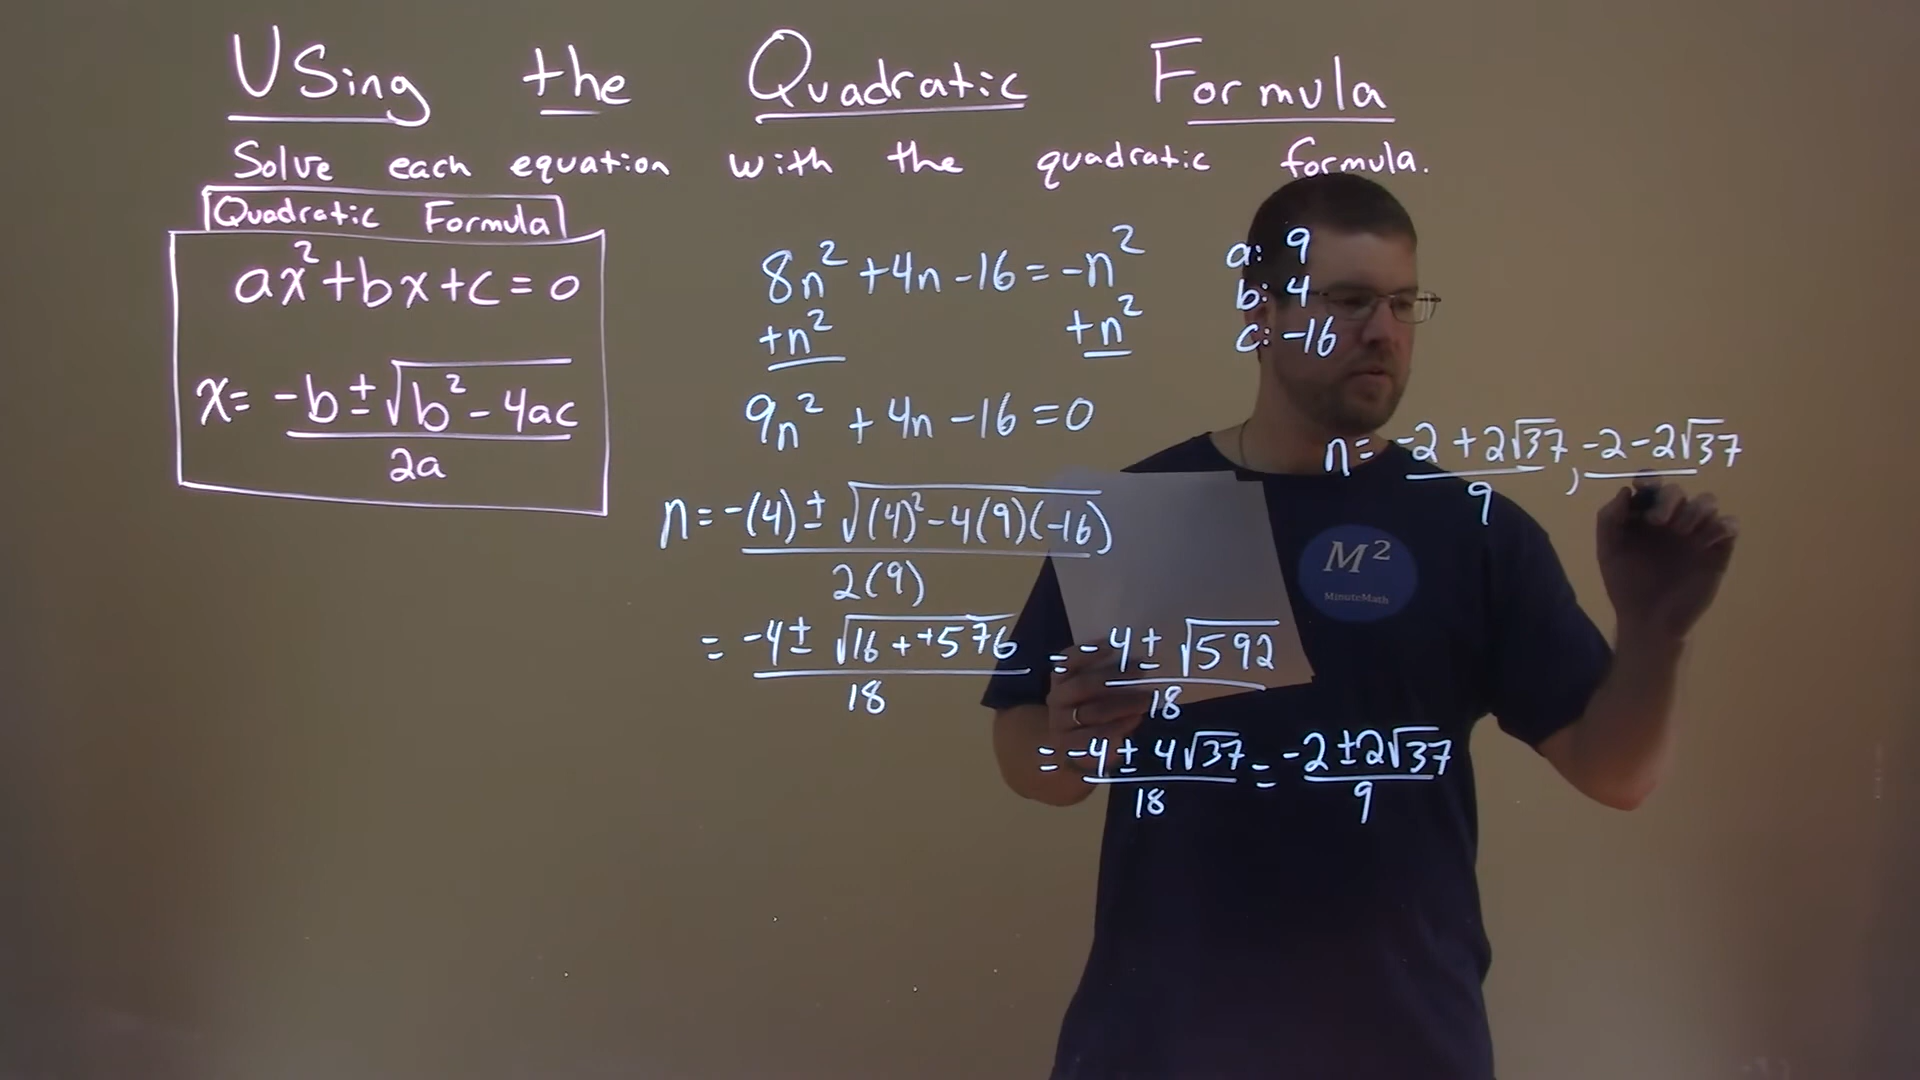 Using the Quadratic Formula
Solve each equation with the quadratic formula.
Quadratic Formula
ax²+bx+c=0
x= -b±√b²-4ac
2a
8n²+4n-16=-n²
+n² +n²
9n²+4n-16=0
a: 9
b: 4
c: -16
n= -(4)±√(4)²-4(9)(-16)
2(9)
= -4±√16++576 = -4±√592
18 18
= -4±4√37 = -2±2√37
18 9
n= -2+2√37, -2-2√37
9
M²
MinuteMath